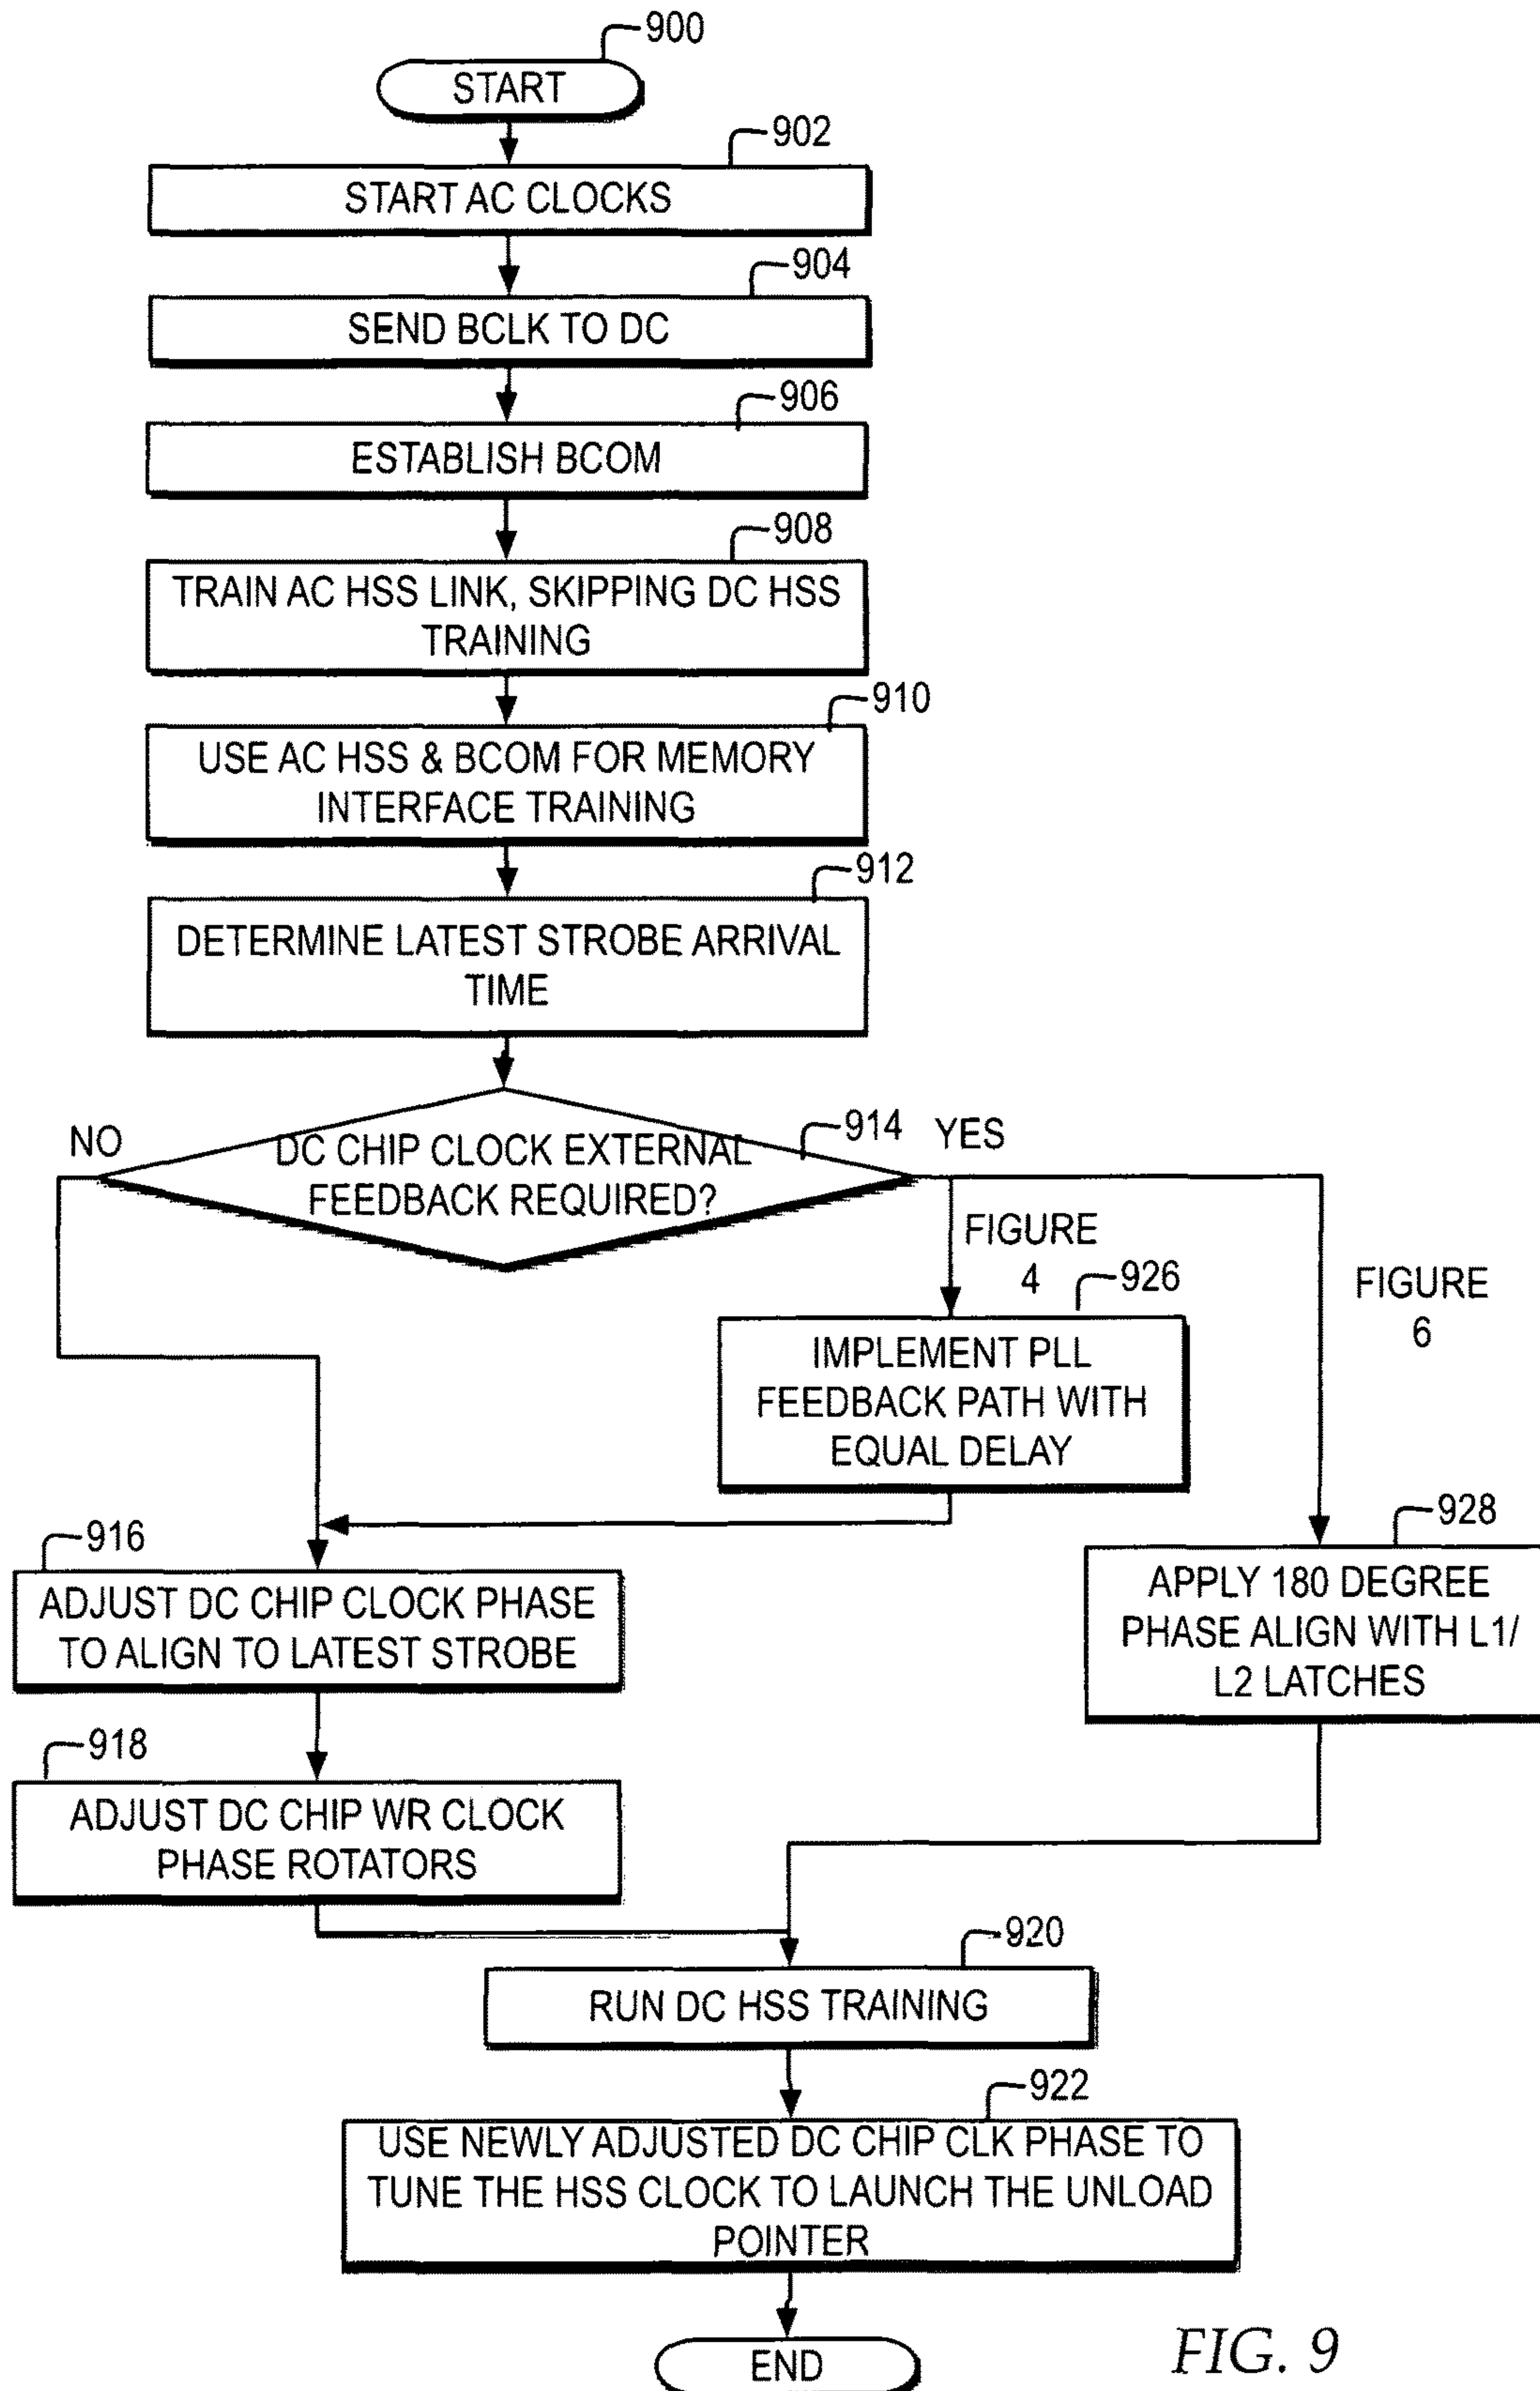 900
START
902
START AC CLOCKS
904
SEND BCLK TO DC
906
ESTABLISH BCOM
908
TRAIN AC HSS LINK, SKIPPING DC HSS
TRAINING
910
USE AC HSS & BCOM FOR MEMORY
INTERFACE TRAINING
912
DETERMINE LATEST STROBE ARRIVAL
TIME
NO
914
YES
DC CHIP CLOCK EXTERNAL
FEEDBACK REQUIRED?
FIGURE
4
926
FIGURE
6
IMPLEMENT PLL
FEEDBACK PATH WITH
EQUAL DELAY
916
ADJUST DC CHIP CLOCK PHASE
TO ALIGN TO LATEST STROBE
928
APPLY 180 DEGREE
PHASE ALIGN WITH L1/
L2 LATCHES
918
ADJUST DC CHIP WR CLOCK
PHASE ROTATORS
920
RUN DC HSS TRAINING
922
USE NEWLY ADJUSTED DC CHIP CLK PHASE TO
TUNE THE HSS CLOCK TO LAUNCH THE UNLOAD
POINTER
END
FIG. 9